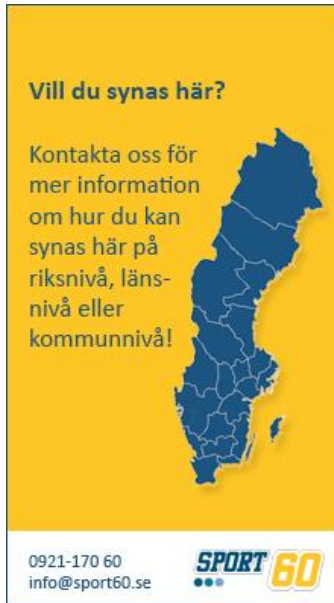 Vill du synas här?
Kontakta oss för
mer information
om hur du kan
synas här på
riksnivå, läns-
nivå eller
kommunnivå!
0921-170 60
info@sport60.se
SPORT 60